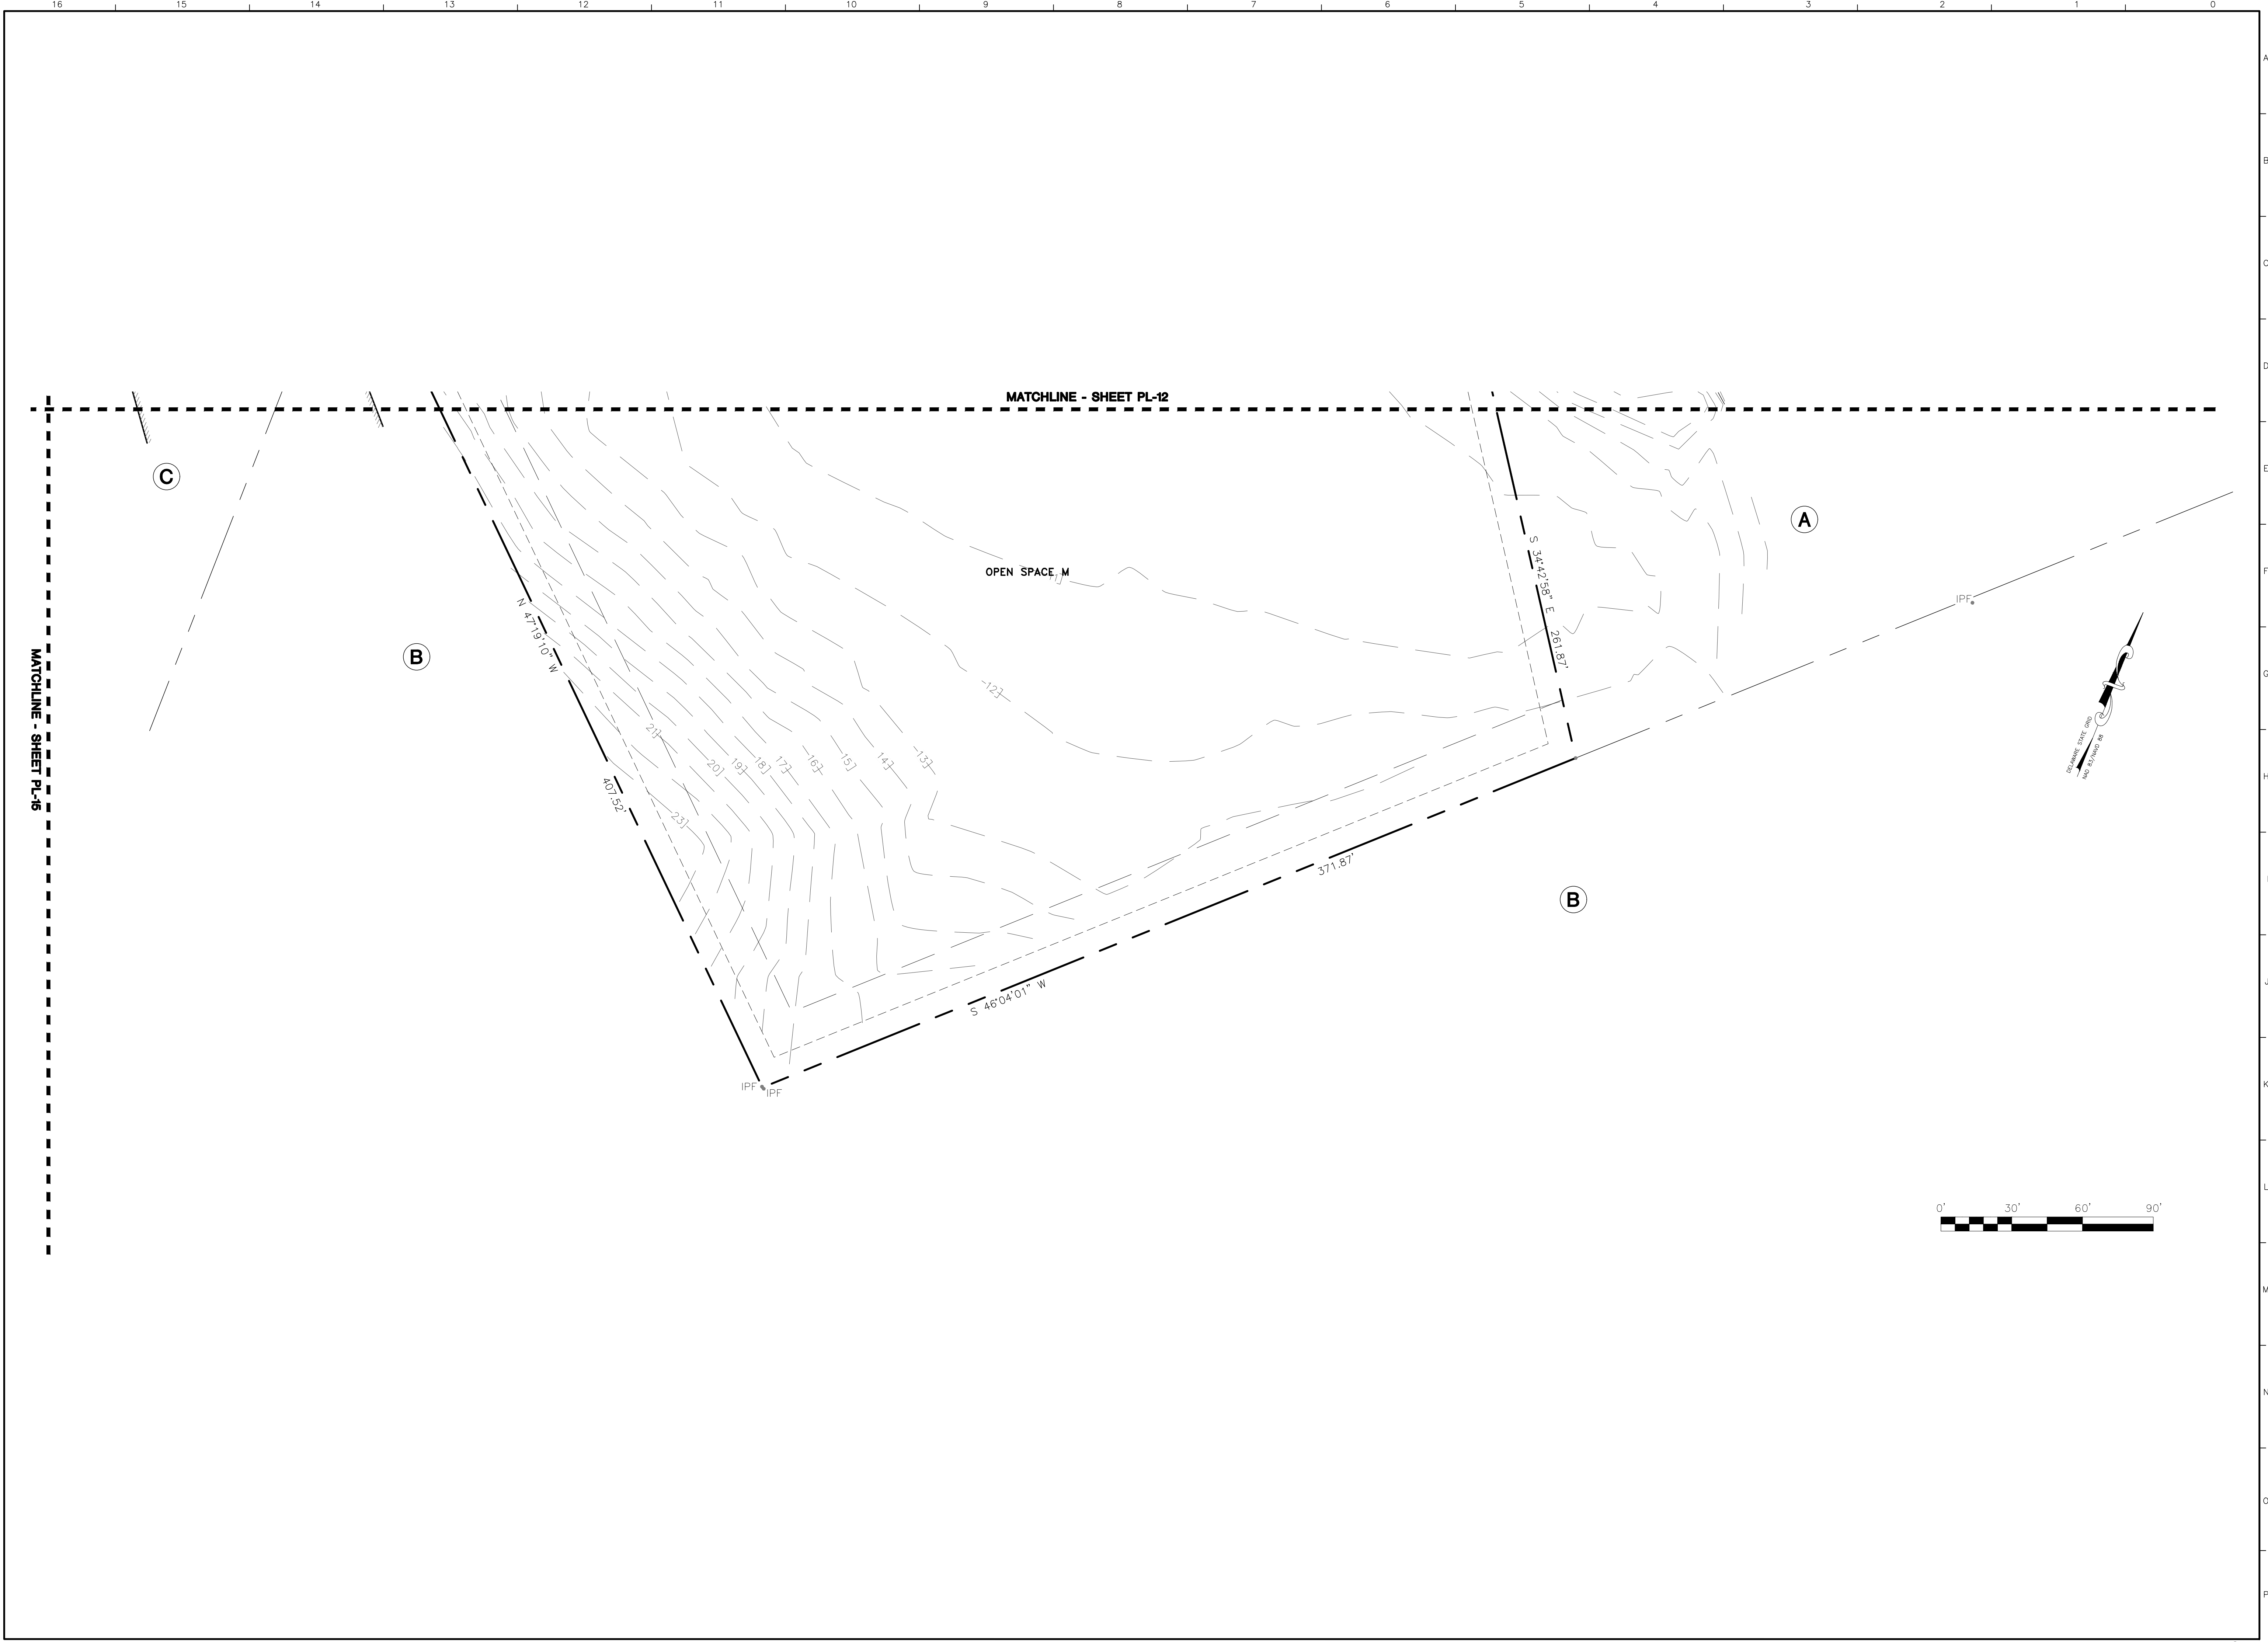 16 15 14 13 12 11 10 9 8 7 6 5 4 3 2 1 0
A
B
C
D
E
F
G
H
I
J
K
L
M
N
O
P
MATCHLINE - SHEET PL-12
MATCHLINE - SHEET PL-15
C
B
A
B
OPEN SPACE M
11]
12]
13]
14]
15]
16]
17]
18]
19]
20]
21]
23]
N 47°19'10" W
407.52'
S 34°42'58" E
261.87'
S 46°04'01" W
371.87'
IPF
IPF
IPF
DELAWARE STATE GRID
NAD 83/NAVD 88
0' 30' 60' 90'